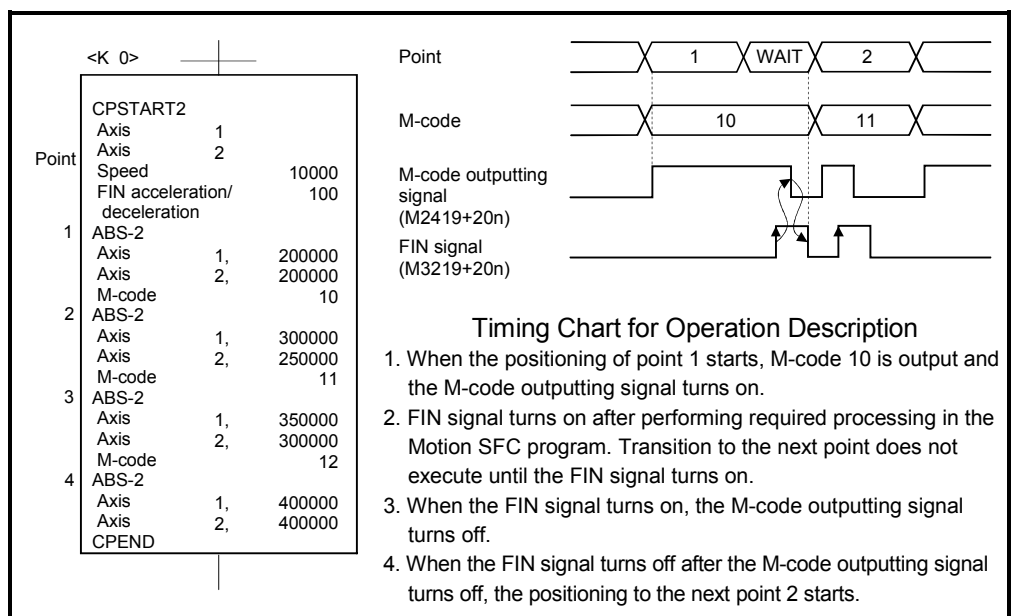 <K 0>
CPSTART2
Axis 1
Axis 2
Point
Speed 10000
FIN acceleration/ 100
deceleration
1 ABS-2
Axis 1, 200000
Axis 2, 200000
M-code 10
2 ABS-2
Axis 1, 300000
Axis 2, 250000
M-code 11
3 ABS-2
Axis 1, 350000
Axis 2, 300000
M-code 12
4 ABS-2
Axis 1, 400000
Axis 2, 400000
CPEND
Point 1 WAIT 2
M-code 10 11
M-code outputting
signal
(M2419+20n)
FIN signal
(M3219+20n)
Timing Chart for Operation Description
1. When the positioning of point 1 starts, M-code 10 is output and
the M-code outputting signal turns on.
2. FIN signal turns on after performing required processing in the
Motion SFC program. Transition to the next point does not
execute until the FIN signal turns on.
3. When the FIN signal turns on, the M-code outputting signal
turns off.
4. When the FIN signal turns off after the M-code outputting signal
turns off, the positioning to the next point 2 starts.